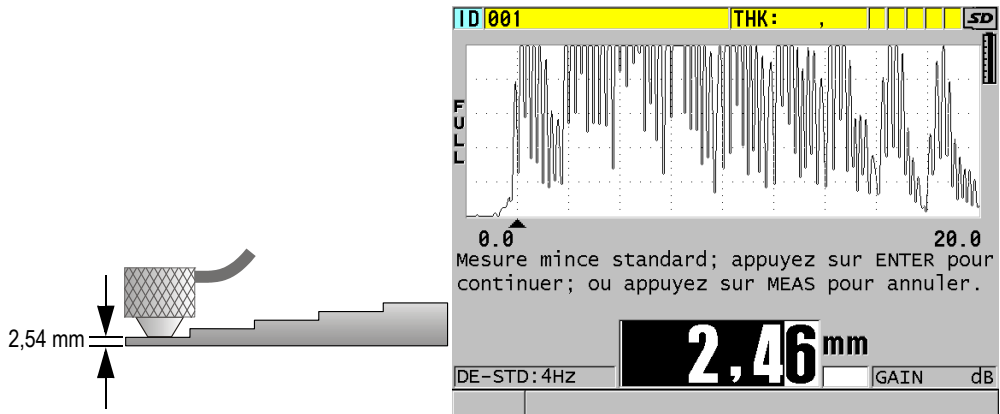 2,54 mm
ID 001 THK: , SD
FULL
0.0 20.0
Mesure mince standard; appuyez sur ENTER pour
continuer; ou appuyez sur MEAS pour annuler.
2,46 mm
DE-STD:4Hz GAIN dB